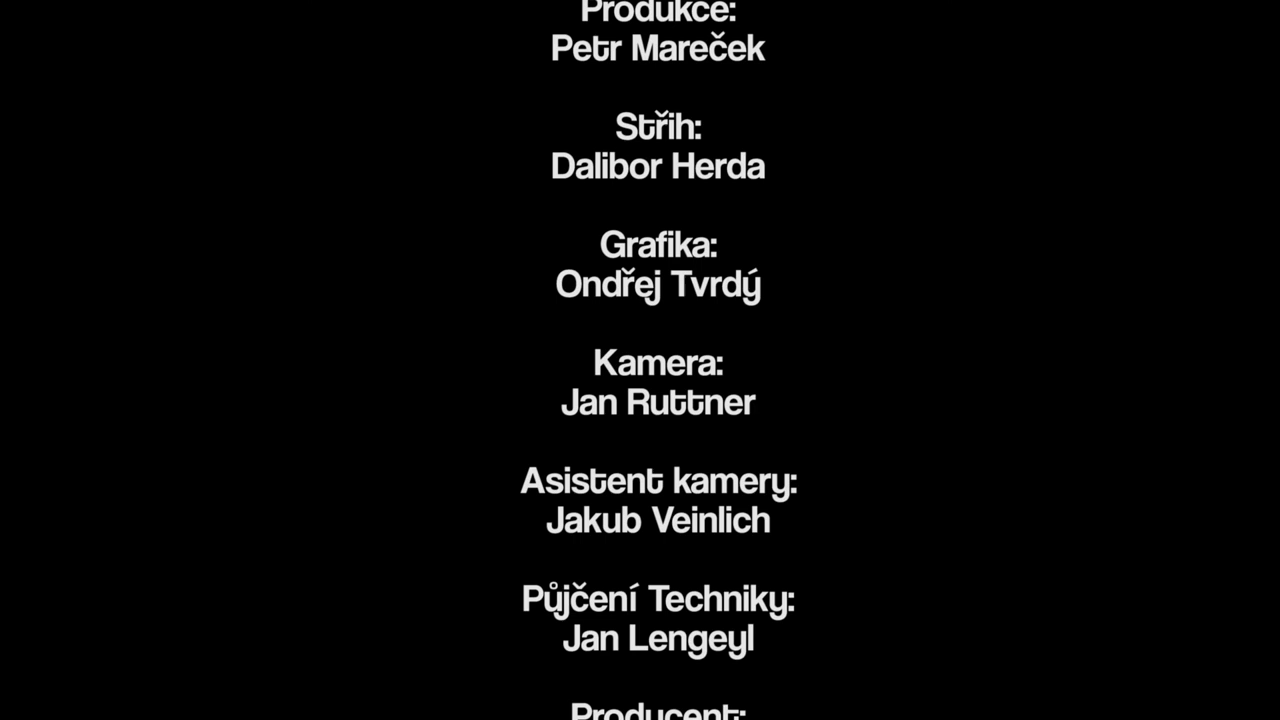 Produkce:
Petr Mareček
Střih:
Dalibor Herda
Grafika:
Ondřej Tvrdý
Kamera:
Jan Ruttner
Asistent kamery:
Jakub Veinlich
Půjčení Techniky:
Jan Lengeyl
Producent: